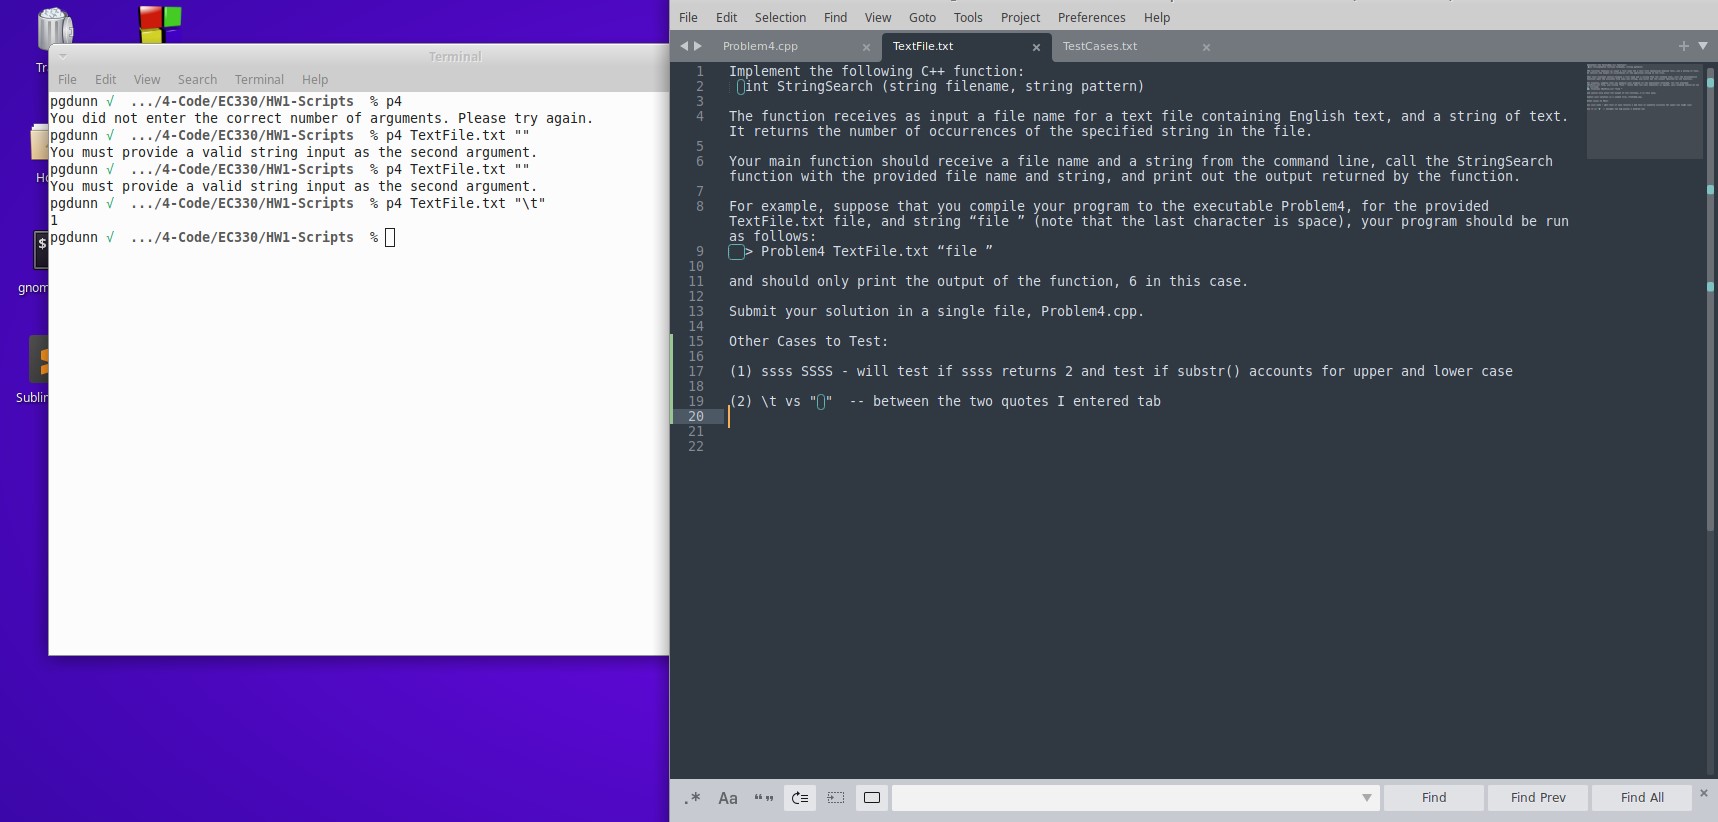 Terminal
File Edit View Search Terminal Help
pgdunn √ .../4-Code/EC330/HW1-Scripts % p4
You did not enter the correct number of arguments. Please try again.
pgdunn √ .../4-Code/EC330/HW1-Scripts % p4 TextFile.txt ""
You must provide a valid string input as the second argument.
pgdunn √ .../4-Code/EC330/HW1-Scripts % p4 TextFile.txt ""
You must provide a valid string input as the second argument.
pgdunn √ .../4-Code/EC330/HW1-Scripts % p4 TextFile.txt "\t"
1
pgdunn √ .../4-Code/EC330/HW1-Scripts %
$
File Edit Selection Find View Goto Tools Project Preferences Help
Problem4.cpp TextFile.txt TestCases.txt
1 Implement the following C++ function:
2 int StringSearch (string filename, string pattern)
3
4 The function receives as input a file name for a text file containing English text, and a string of text.
It returns the number of occurrences of the specified string in the file.
5
6 Your main function should receive a file name and a string from the command line, call the StringSearch
function with the provided file name and string, and print out the output returned by the function.
7
8 For example, suppose that you compile your program to the executable Problem4, for the provided
TextFile.txt file, and string “file ” (note that the last character is space), your program should be run
as follows:
9 > Problem4 TextFile.txt “file ”
10
11 and should only print the output of the function, 6 in this case.
12
13 Submit your solution in a single file, Problem4.cpp.
14
15 Other Cases to Test:
16
17 (1) ssss SSSS - will test if ssss returns 2 and test if substr() accounts for upper and lower case
18
19 (2) \t vs "	" -- between the two quotes I entered tab
20
21
22
.* Aa “” Find Find Prev Find All